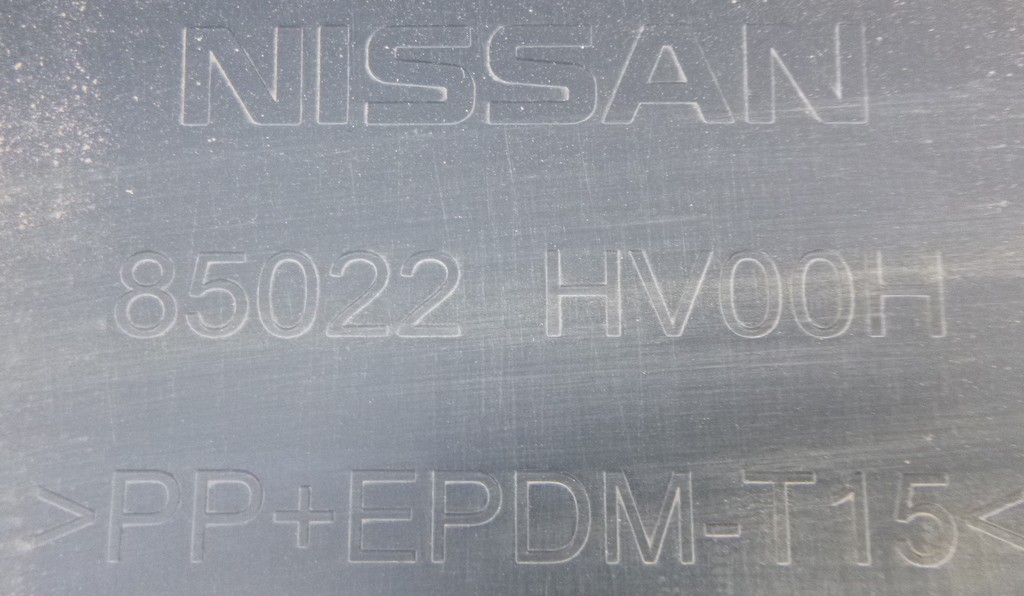 NISSAN
85022 HV00H
>PP+EPDM-T15<